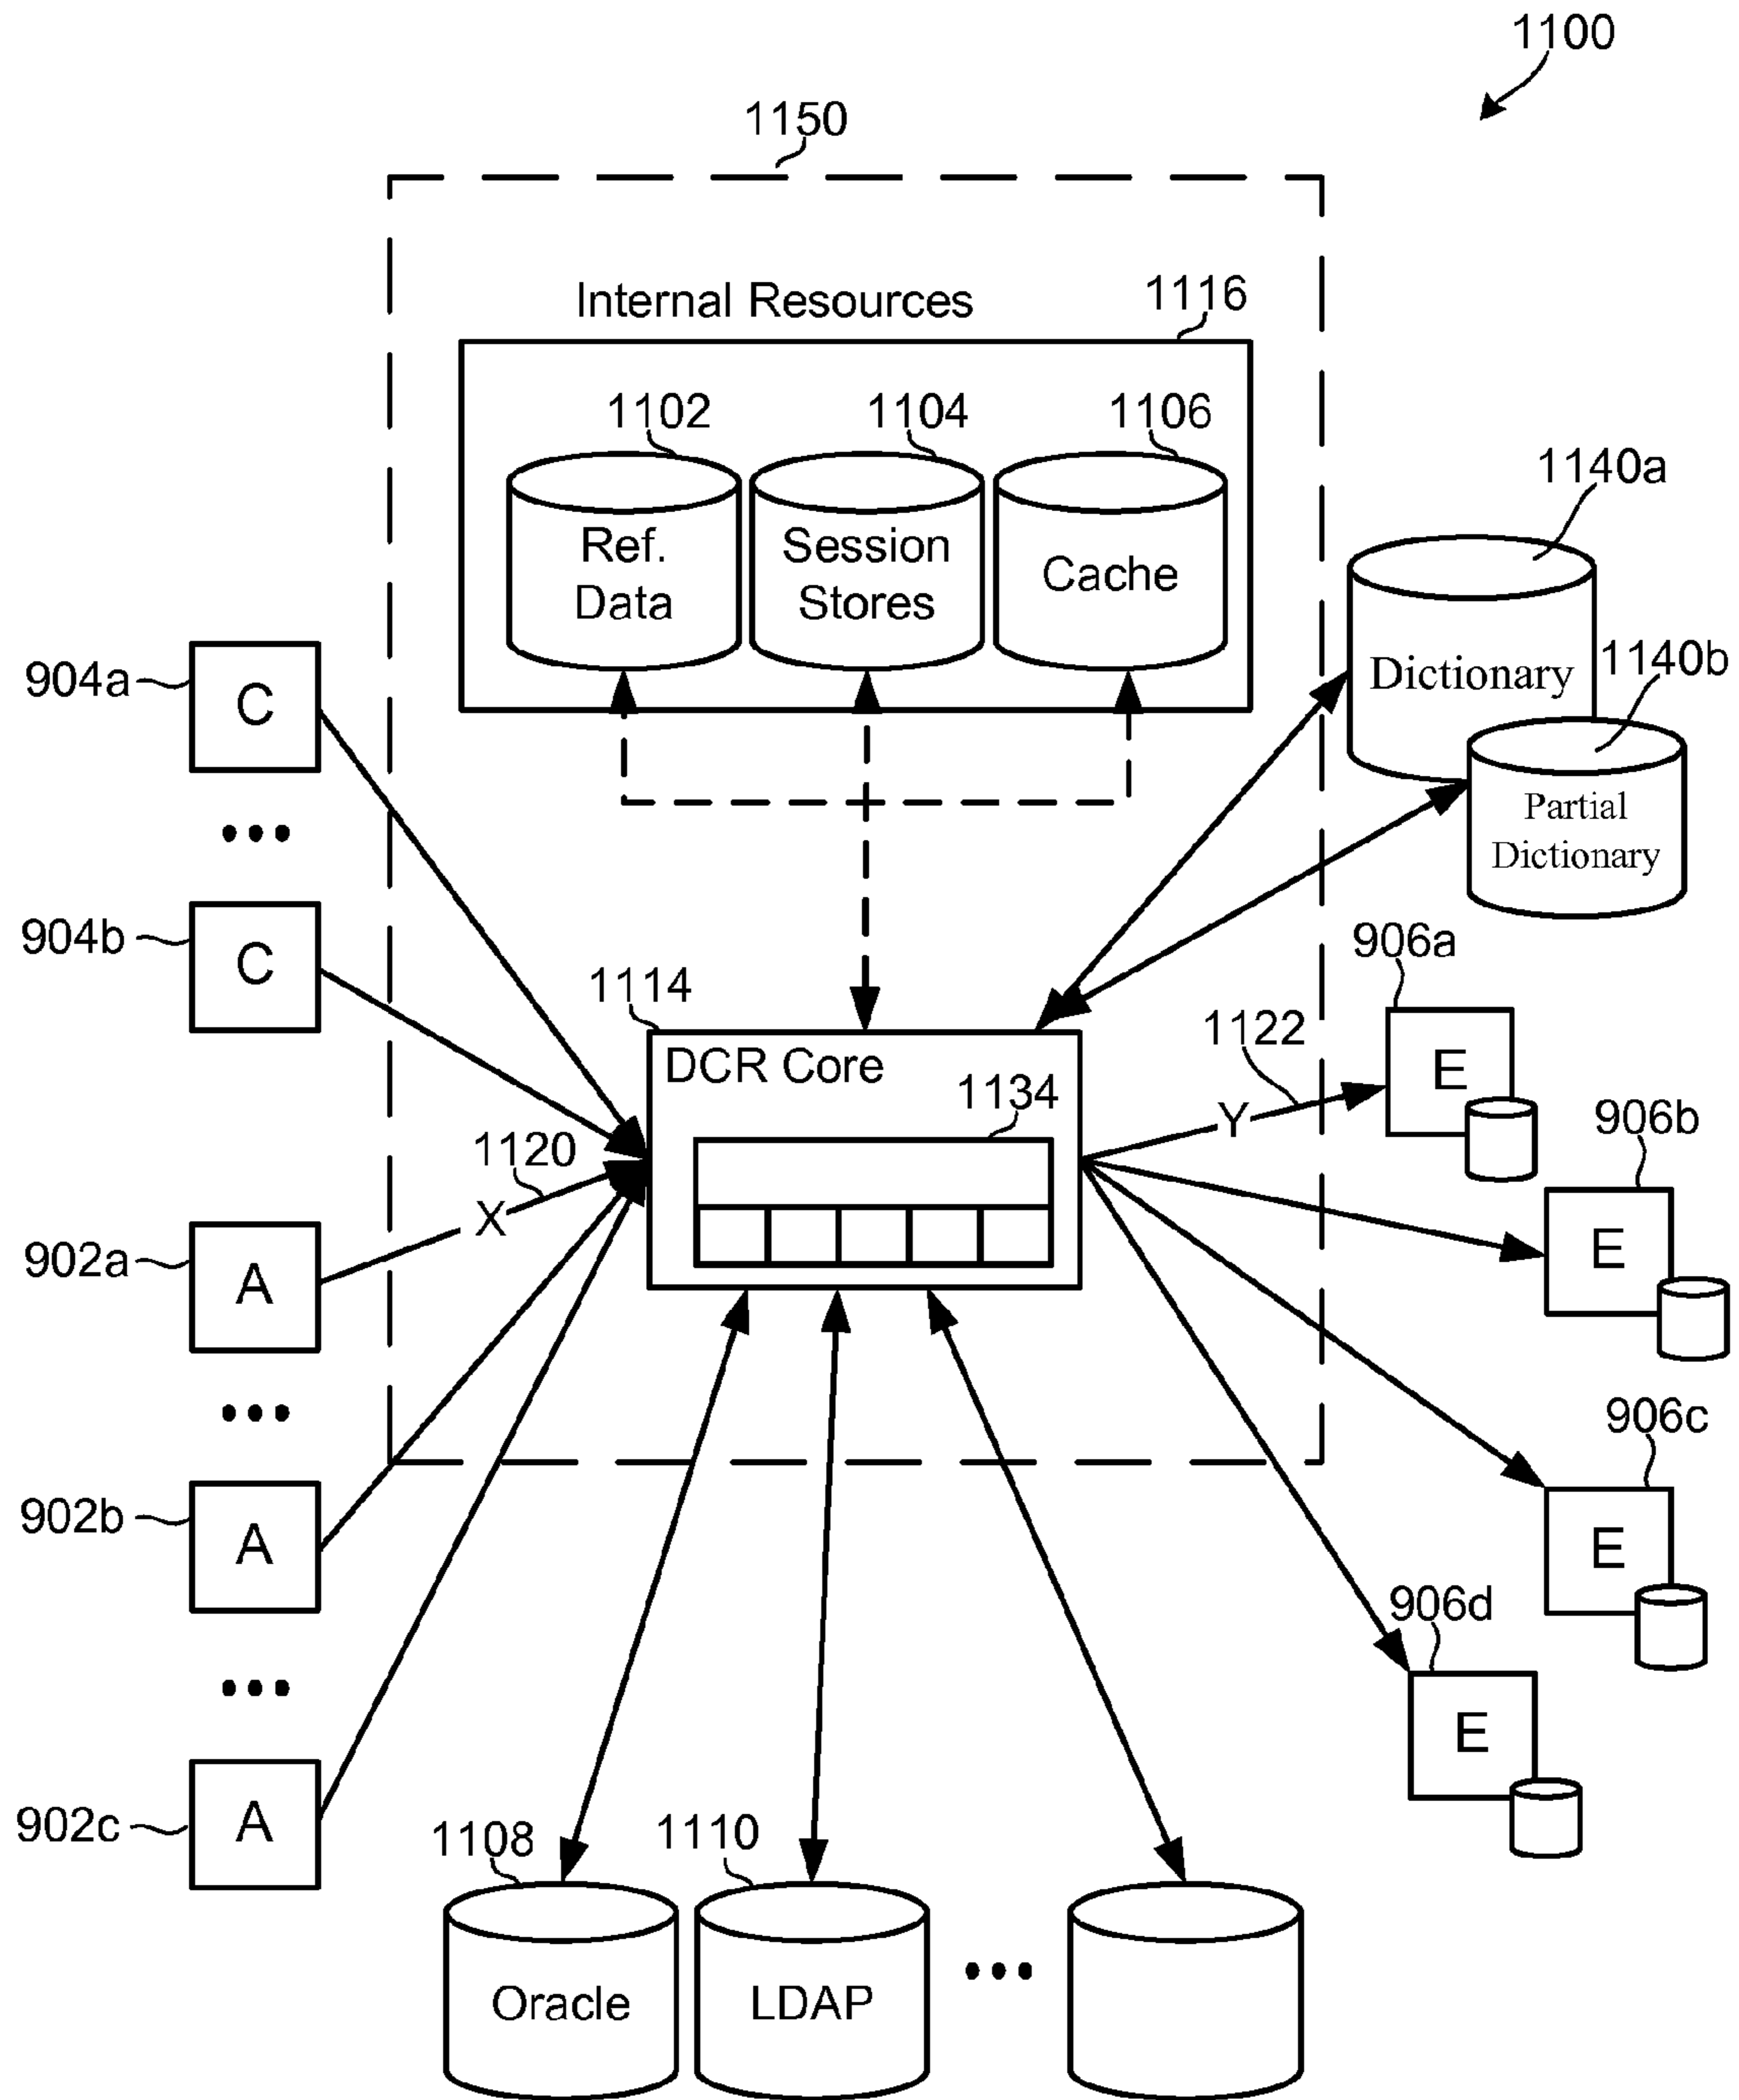 1100
1150
Internal Resources
1116
1102
1104
1106
Ref.
Data
Session
Stores
Cache
1140a
Dictionary
1140b
Partial
Dictionary
904a
C
...
904b
C
906a
E
1114
DCR Core
1134
1122
Y
906b
E
1120
X
902a
A
...
906c
E
902b
A
906d
E
...
902c
A
1108
Oracle
1110
LDAP
...